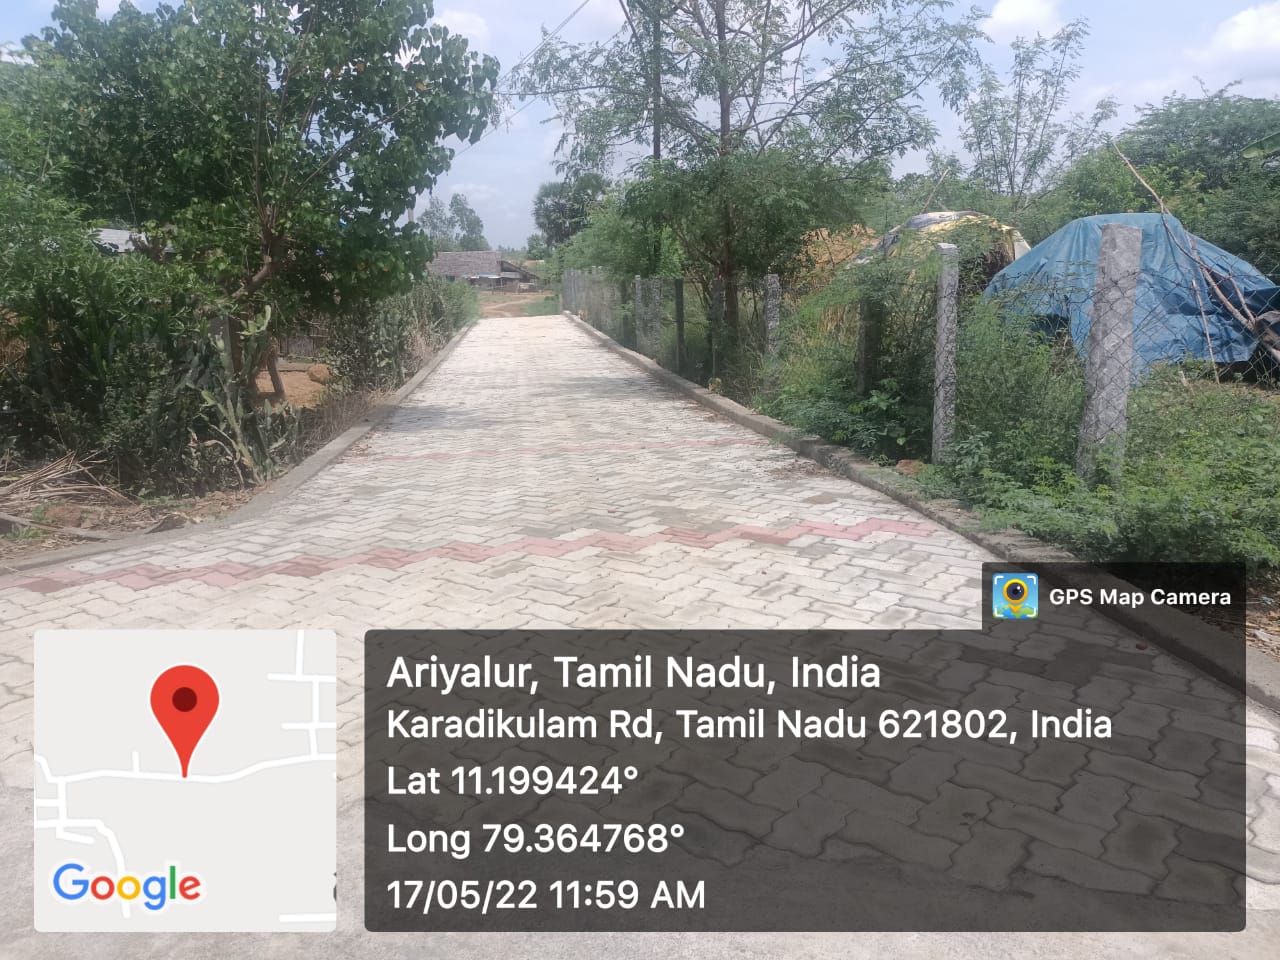 GPS Map Camera
Ariyalur, Tamil Nadu, India
Karadikulam Rd, Tamil Nadu 621802, India
Lat 11.199424°
Long 79.364768°
17/05/22 11:59 AM
Google